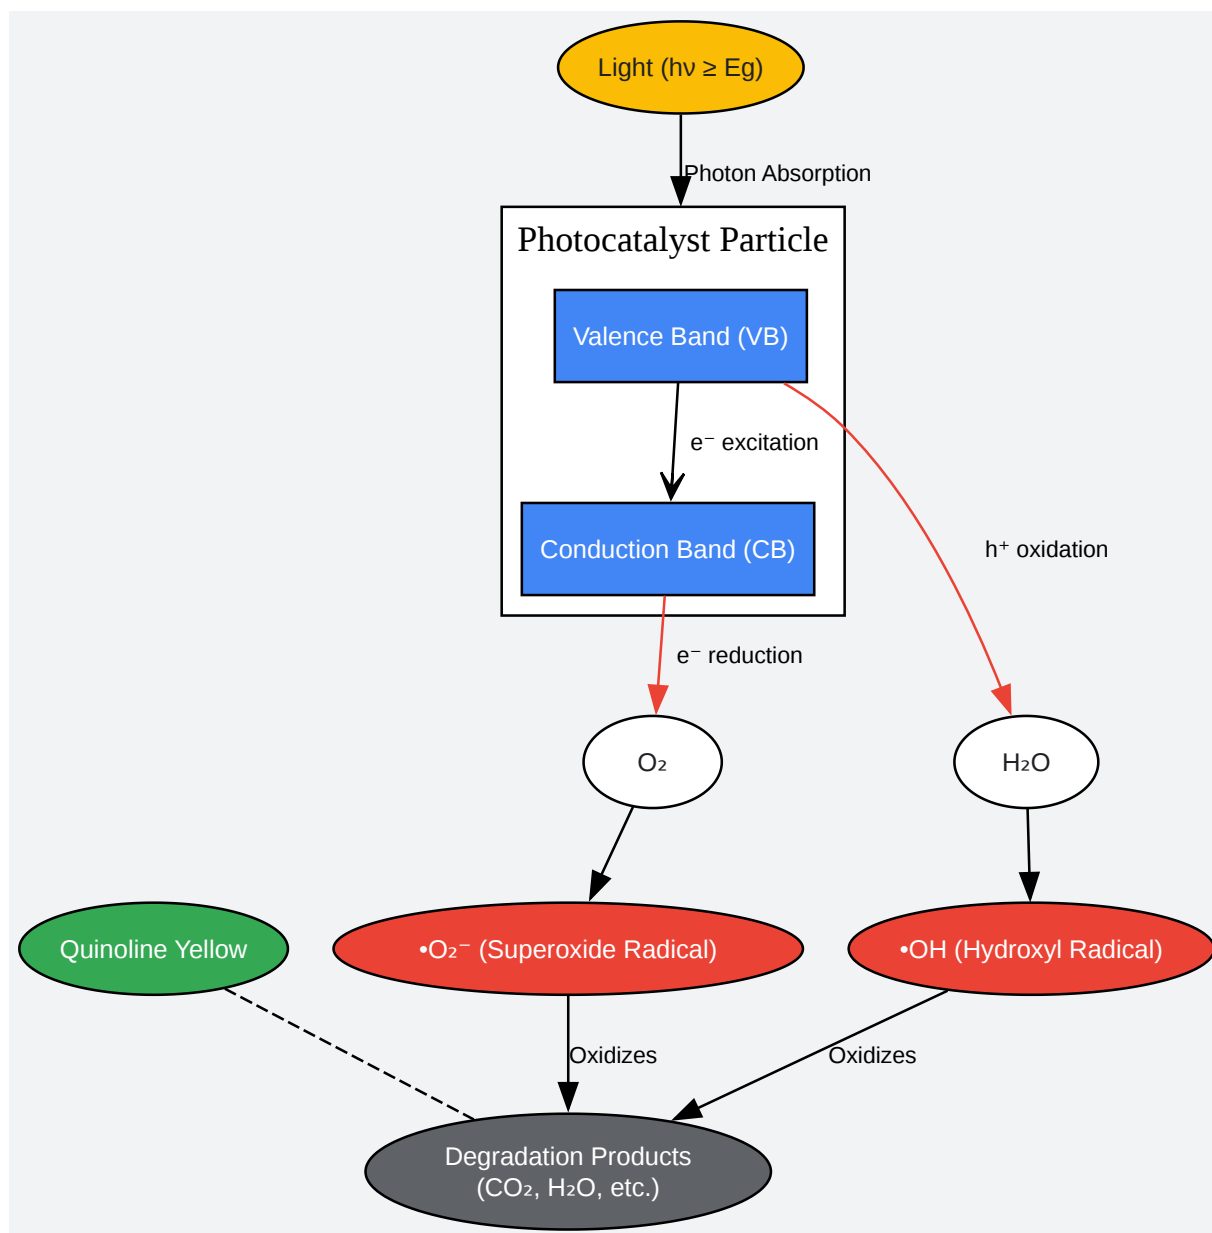 Light (hν ≥ Eg)
Photon Absorption
Photocatalyst Particle
Valence Band (VB)
e⁻ excitation
Conduction Band (CB)
h⁺ oxidation
e⁻ reduction
O₂
H₂O
Quinoline Yellow
•O₂⁻ (Superoxide Radical)
•OH (Hydroxyl Radical)
Oxidizes
Oxidizes
Degradation Products
(CO₂, H₂O, etc.)